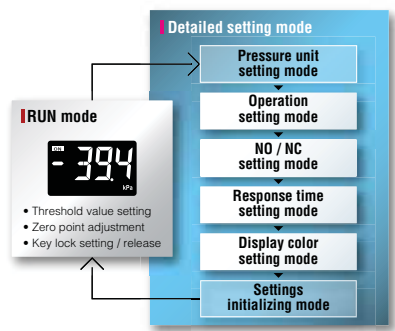 Detailed setting mode
Pressure unit
setting mode
Operation
setting mode
NO / NC
setting mode
Response time
setting mode
Display color
setting mode
Settings
initializing mode
RUN mode
ON
- 39.4
kPa
• Threshold value setting
• Zero point adjustment
• Key lock setting / release